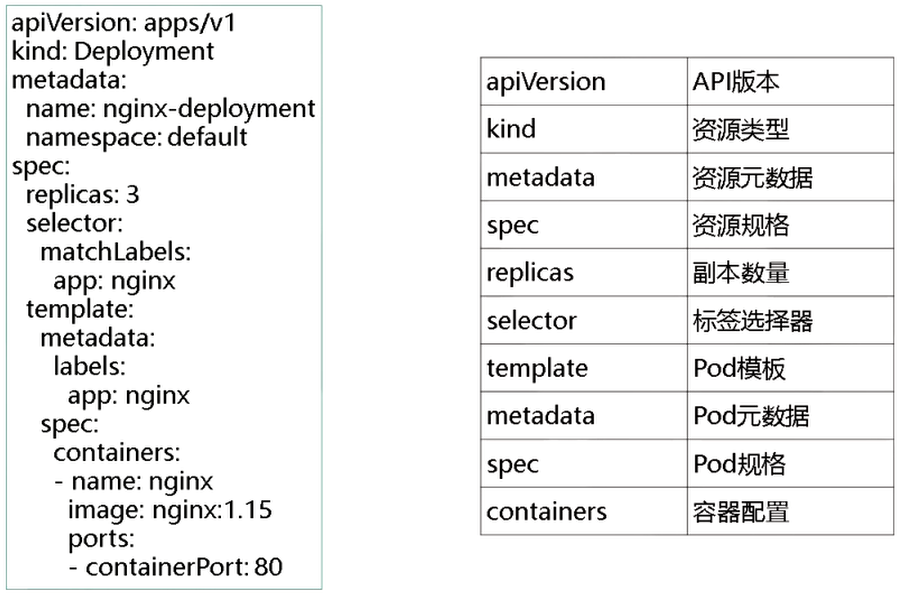 apiVersion: apps/v1
kind: Deployment
metadata:
  name: nginx-deployment
  namespace: default
spec:
  replicas: 3
  selector:
    matchLabels:
      app: nginx
  template:
    metadata:
      labels:
        app: nginx
    spec:
      containers:
      - name: nginx
        image: nginx:1.15
        ports:
        - containerPort: 80
apiVersion API版本
kind 资源类型
metadata 资源元数据
spec 资源规格
replicas 副本数量
selector 标签选择器
template Pod模板
metadata Pod元数据
spec Pod规格
containers 容器配置